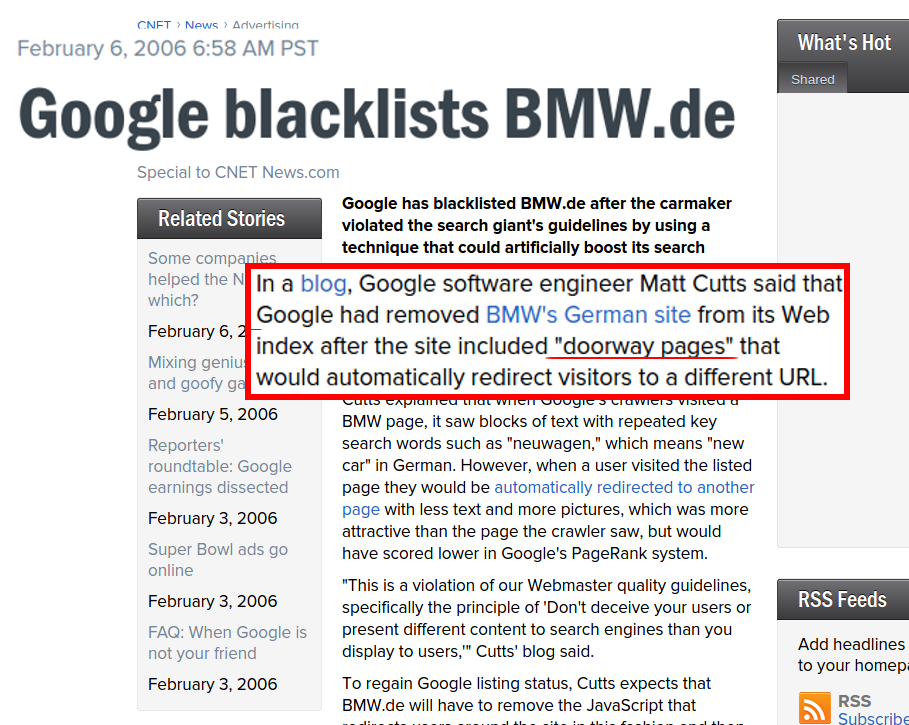 CNET › News › Advertising
February 6, 2006 6:58 AM PST
Google blacklists BMW.de
Special to CNET News.com
Related Stories
Some companies
helped the N
which?
February 6, 2
Mixing genius
and goofy ga
February 5, 2006
Reporters'
roundtable: Google
earnings dissected
February 3, 2006
Super Bowl ads go
online
February 3, 2006
FAQ: When Google is
not your friend
February 3, 2006
Google has blacklisted BMW.de after the carmaker
violated the search giant's guidelines by using a
technique that could artificially boost its search
In a blog, Google software engineer Matt Cutts said that
Google had removed BMW's German site from its Web
index after the site included "doorway pages" that
would automatically redirect visitors to a different URL.
Cutts explained that when Google's crawlers visited a
BMW page, it saw blocks of text with repeated key
search words such as "neuwagen," which means "new
car" in German. However, when a user visited the listed
page they would be automatically redirected to another
page with less text and more pictures, which was more
attractive than the page the crawler saw, but would
have scored lower in Google's PageRank system.
"This is a violation of our Webmaster quality guidelines,
specifically the principle of 'Don't deceive your users or
present different content to search engines than you
display to users,'" Cutts' blog said.
To regain Google listing status, Cutts expects that
BMW.de will have to remove the JavaScript that
redirects users around the site in this fashion and then
What's Hot
Shared
RSS Feeds
Add headlines
to your homepa
RSS
Subscribe